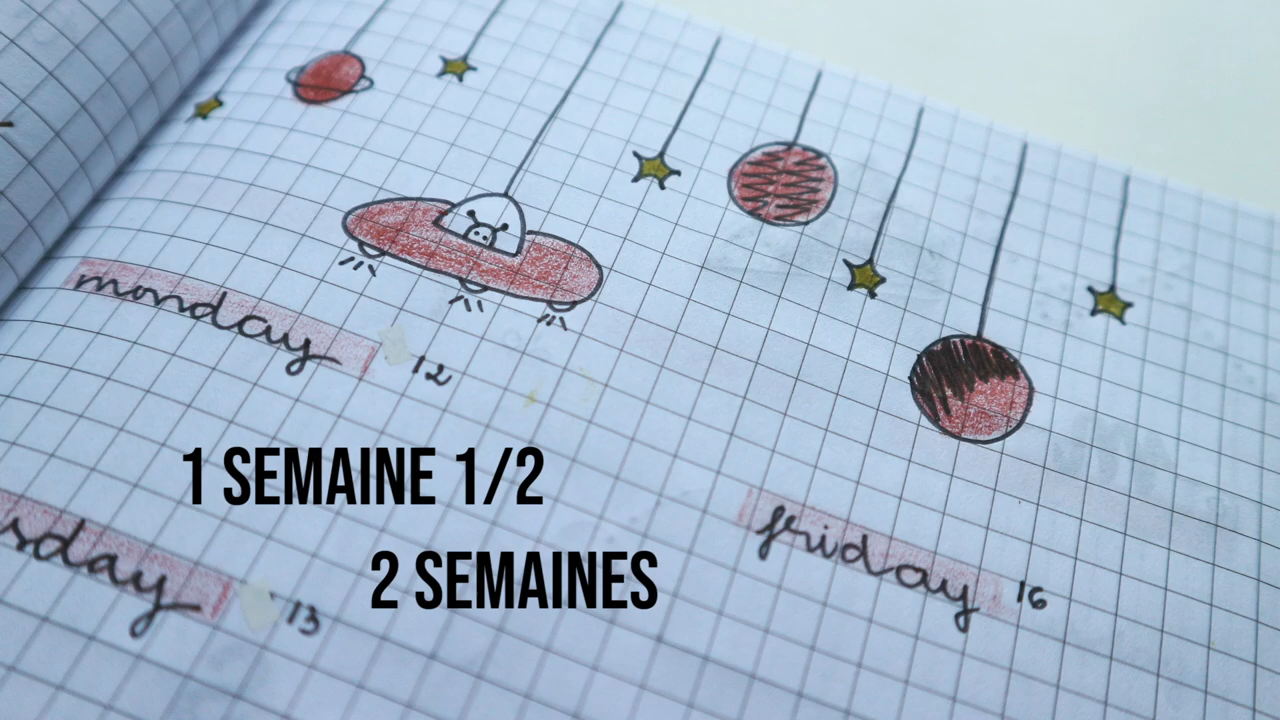 monday 12
1 SEMAINE 1/2
sday 13
2 SEMAINES
friday 16